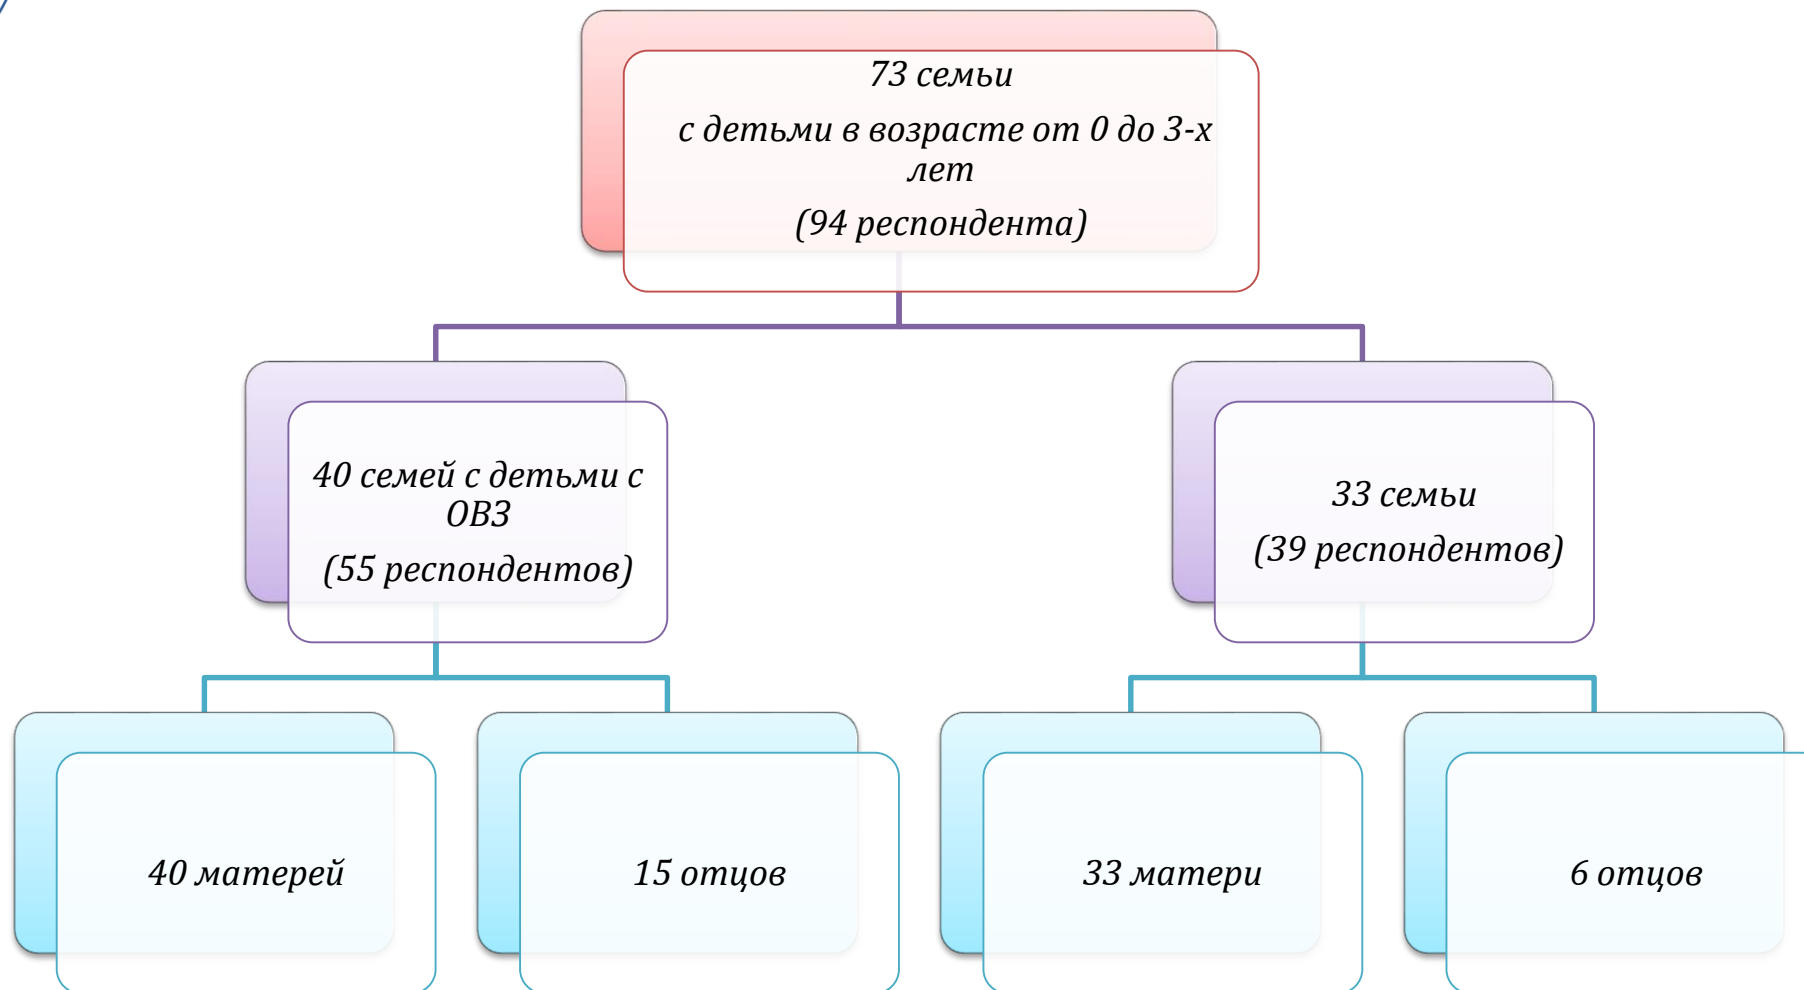 73 семьи
с детьми в возрасте от 0 до 3-х
лет
(94 респондента)
40 семей с детьми с
ОВЗ
(55 респондентов)
33 семьи
(39 респондентов)
40 матерей
15 отцов
33 матери
6 отцов